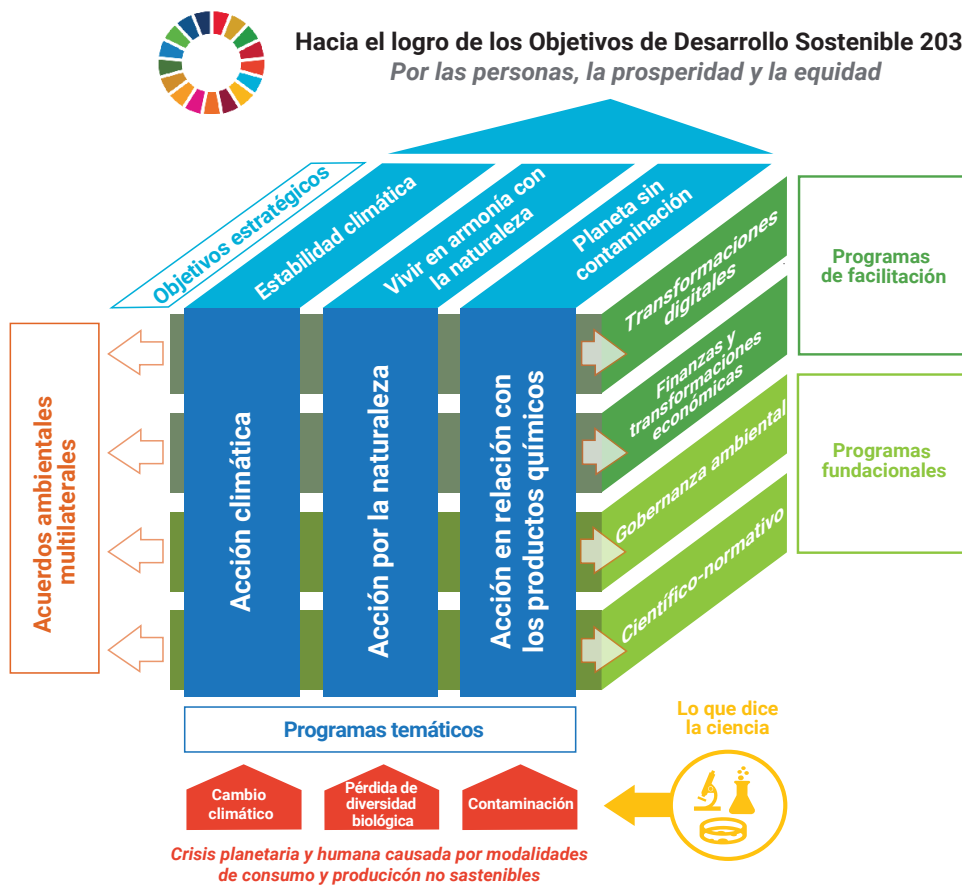 Hacia el logro de los Objetivos de Desarrollo Sostenible 203
Por las personas, la prosperidad y la equidad
Objetivos estratégicos
Estabilidad climática
Vivir en armonía con
la naturaleza
Planeta sin
contaminación
Transformaciones
digitales
Finanzas y
transformaciones
económicas
Gobernanza ambiental
Científico-normativo
Programas
de facilitación
Programas
fundacionales
Acuerdos ambientales
multilaterales
Acción climática
Acción por la naturaleza
Acción en relación con
los productos químicos
Programas temáticos
Lo que dice
la ciencia
Cambio
climático
Pérdida de
diversidad
biológica
Contaminación
Crisis planetaria y humana causada por modalidades
de consumo y producicón no sastenibles